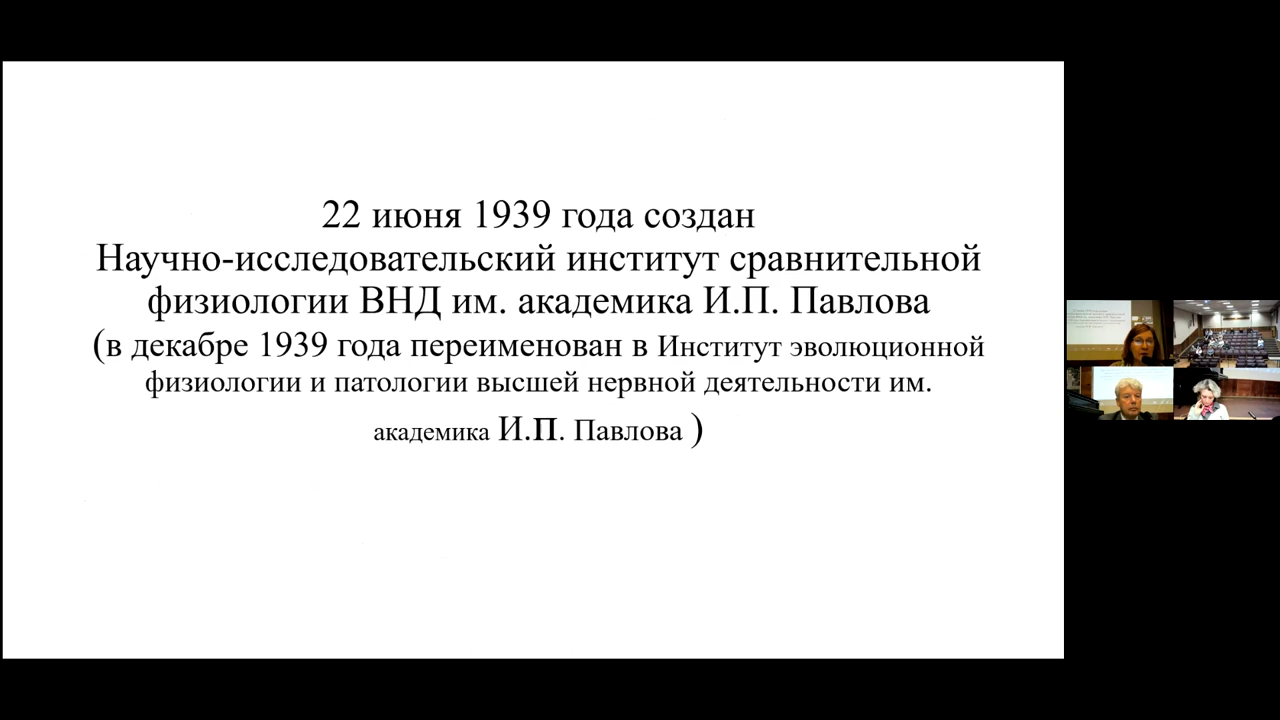 22 июня 1939 года создан
Научно-исследовательский институт сравнительной
физиологии ВНД им. академика И.П. Павлова
(в декабре 1939 года переименован в Институт эволюционной
физиологии и патологии высшей нервной деятельности им.
академика И.П. Павлова )